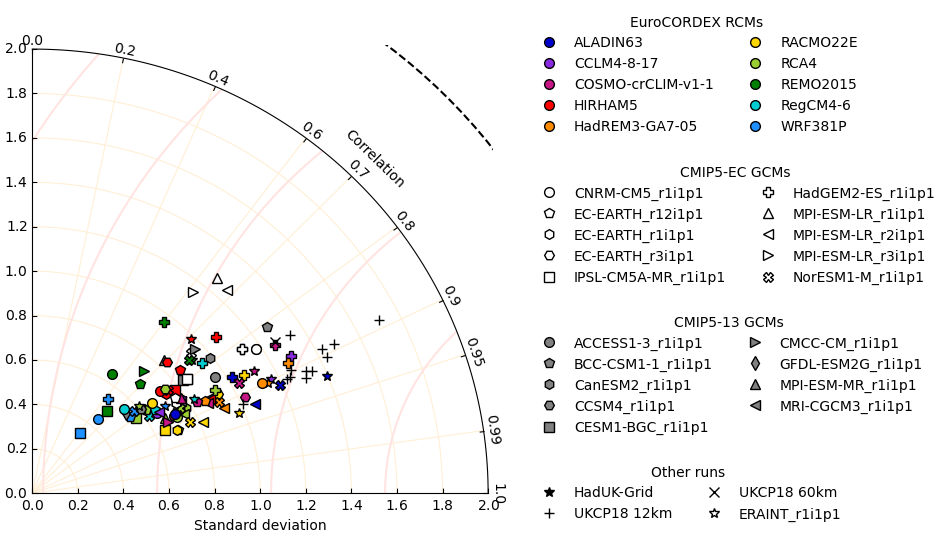 0.0
0.2
0.4
0.6
0.7
0.8
0.9
0.95
0.99
1.0
Correlation
2.0
1.8
1.6
1.4
1.2
1.0
0.8
0.6
0.4
0.2
0.0
0.0 0.2 0.4 0.6 0.8 1.0 1.2 1.4 1.6 1.8 2.0
Standard deviation
EuroCORDEX RCMs
ALADIN63 RACMO22E
CCLM4-8-17 RCA4
COSMO-crCLIM-v1-1 REMO2015
HIRHAM5 RegCM4-6
HadREM3-GA7-05 WRF381P
CMIP5-EC GCMs
CNRM-CM5_r1i1p1 HadGEM2-ES_r1i1p1
EC-EARTH_r12i1p1 MPI-ESM-LR_r1i1p1
EC-EARTH_r1i1p1 MPI-ESM-LR_r2i1p1
EC-EARTH_r3i1p1 MPI-ESM-LR_r3i1p1
IPSL-CM5A-MR_r1i1p1 NorESM1-M_r1i1p1
CMIP5-13 GCMs
ACCESS1-3_r1i1p1 CMCC-CM_r1i1p1
BCC-CSM1-1_r1i1p1 GFDL-ESM2G_r1i1p1
CanESM2_r1i1p1 MPI-ESM-MR_r1i1p1
CCSM4_r1i1p1 MRI-CGCM3_r1i1p1
CESM1-BGC_r1i1p1
Other runs
HadUK-Grid UKCP18 60km
UKCP18 12km ERAINT_r1i1p1